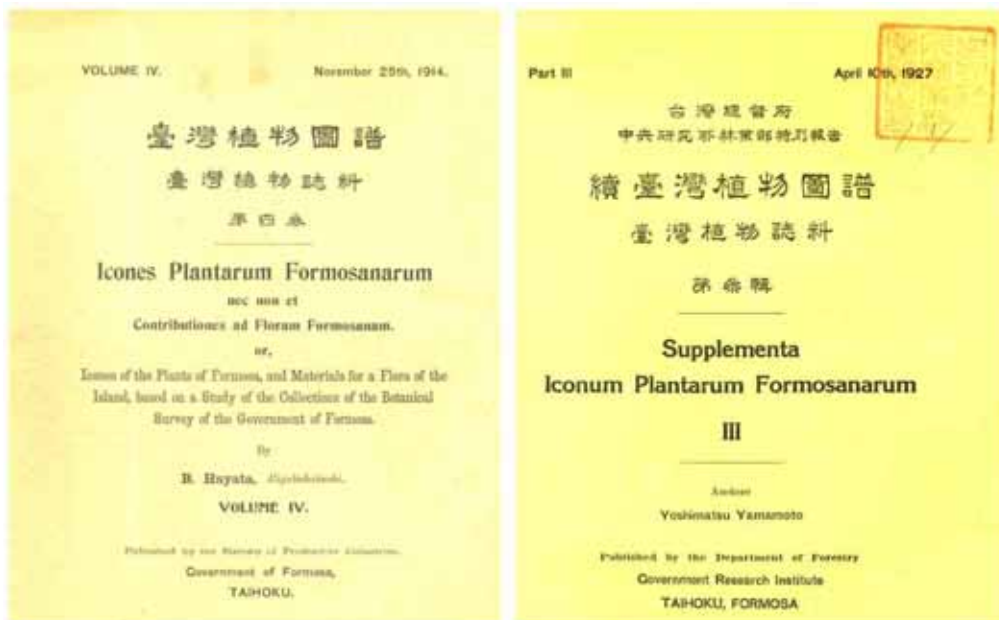 VOLUME IV. November 25th, 1914.
臺灣植物圖譜
臺灣植物誌料
第四卷
Icones Plantarum Formosanarum
nec non et
Contributiones ad Floram Formosanam.
or,
Icones of the Plants of Formosa, and Materials for a Flora of the
Island, based on a Study of the Collections of the Botanical
Survey of the Government of Formosa.
By
B. Hayata,
VOLUME IV.
Published by the Bureau of Productive Industries.
Government of Formosa,
TAIHOKU.
Part III April 10th, 1927
台灣總督府
中央研究所林業部特別報告
續臺灣植物圖譜
臺灣植物誌料
第參輯
Supplementa
Iconum Plantarum Formosanarum
III
Author
Yoshimatsu Yamamoto
Published by the Department of Forestry
Government Research Institute
TAIHOKU, FORMOSA